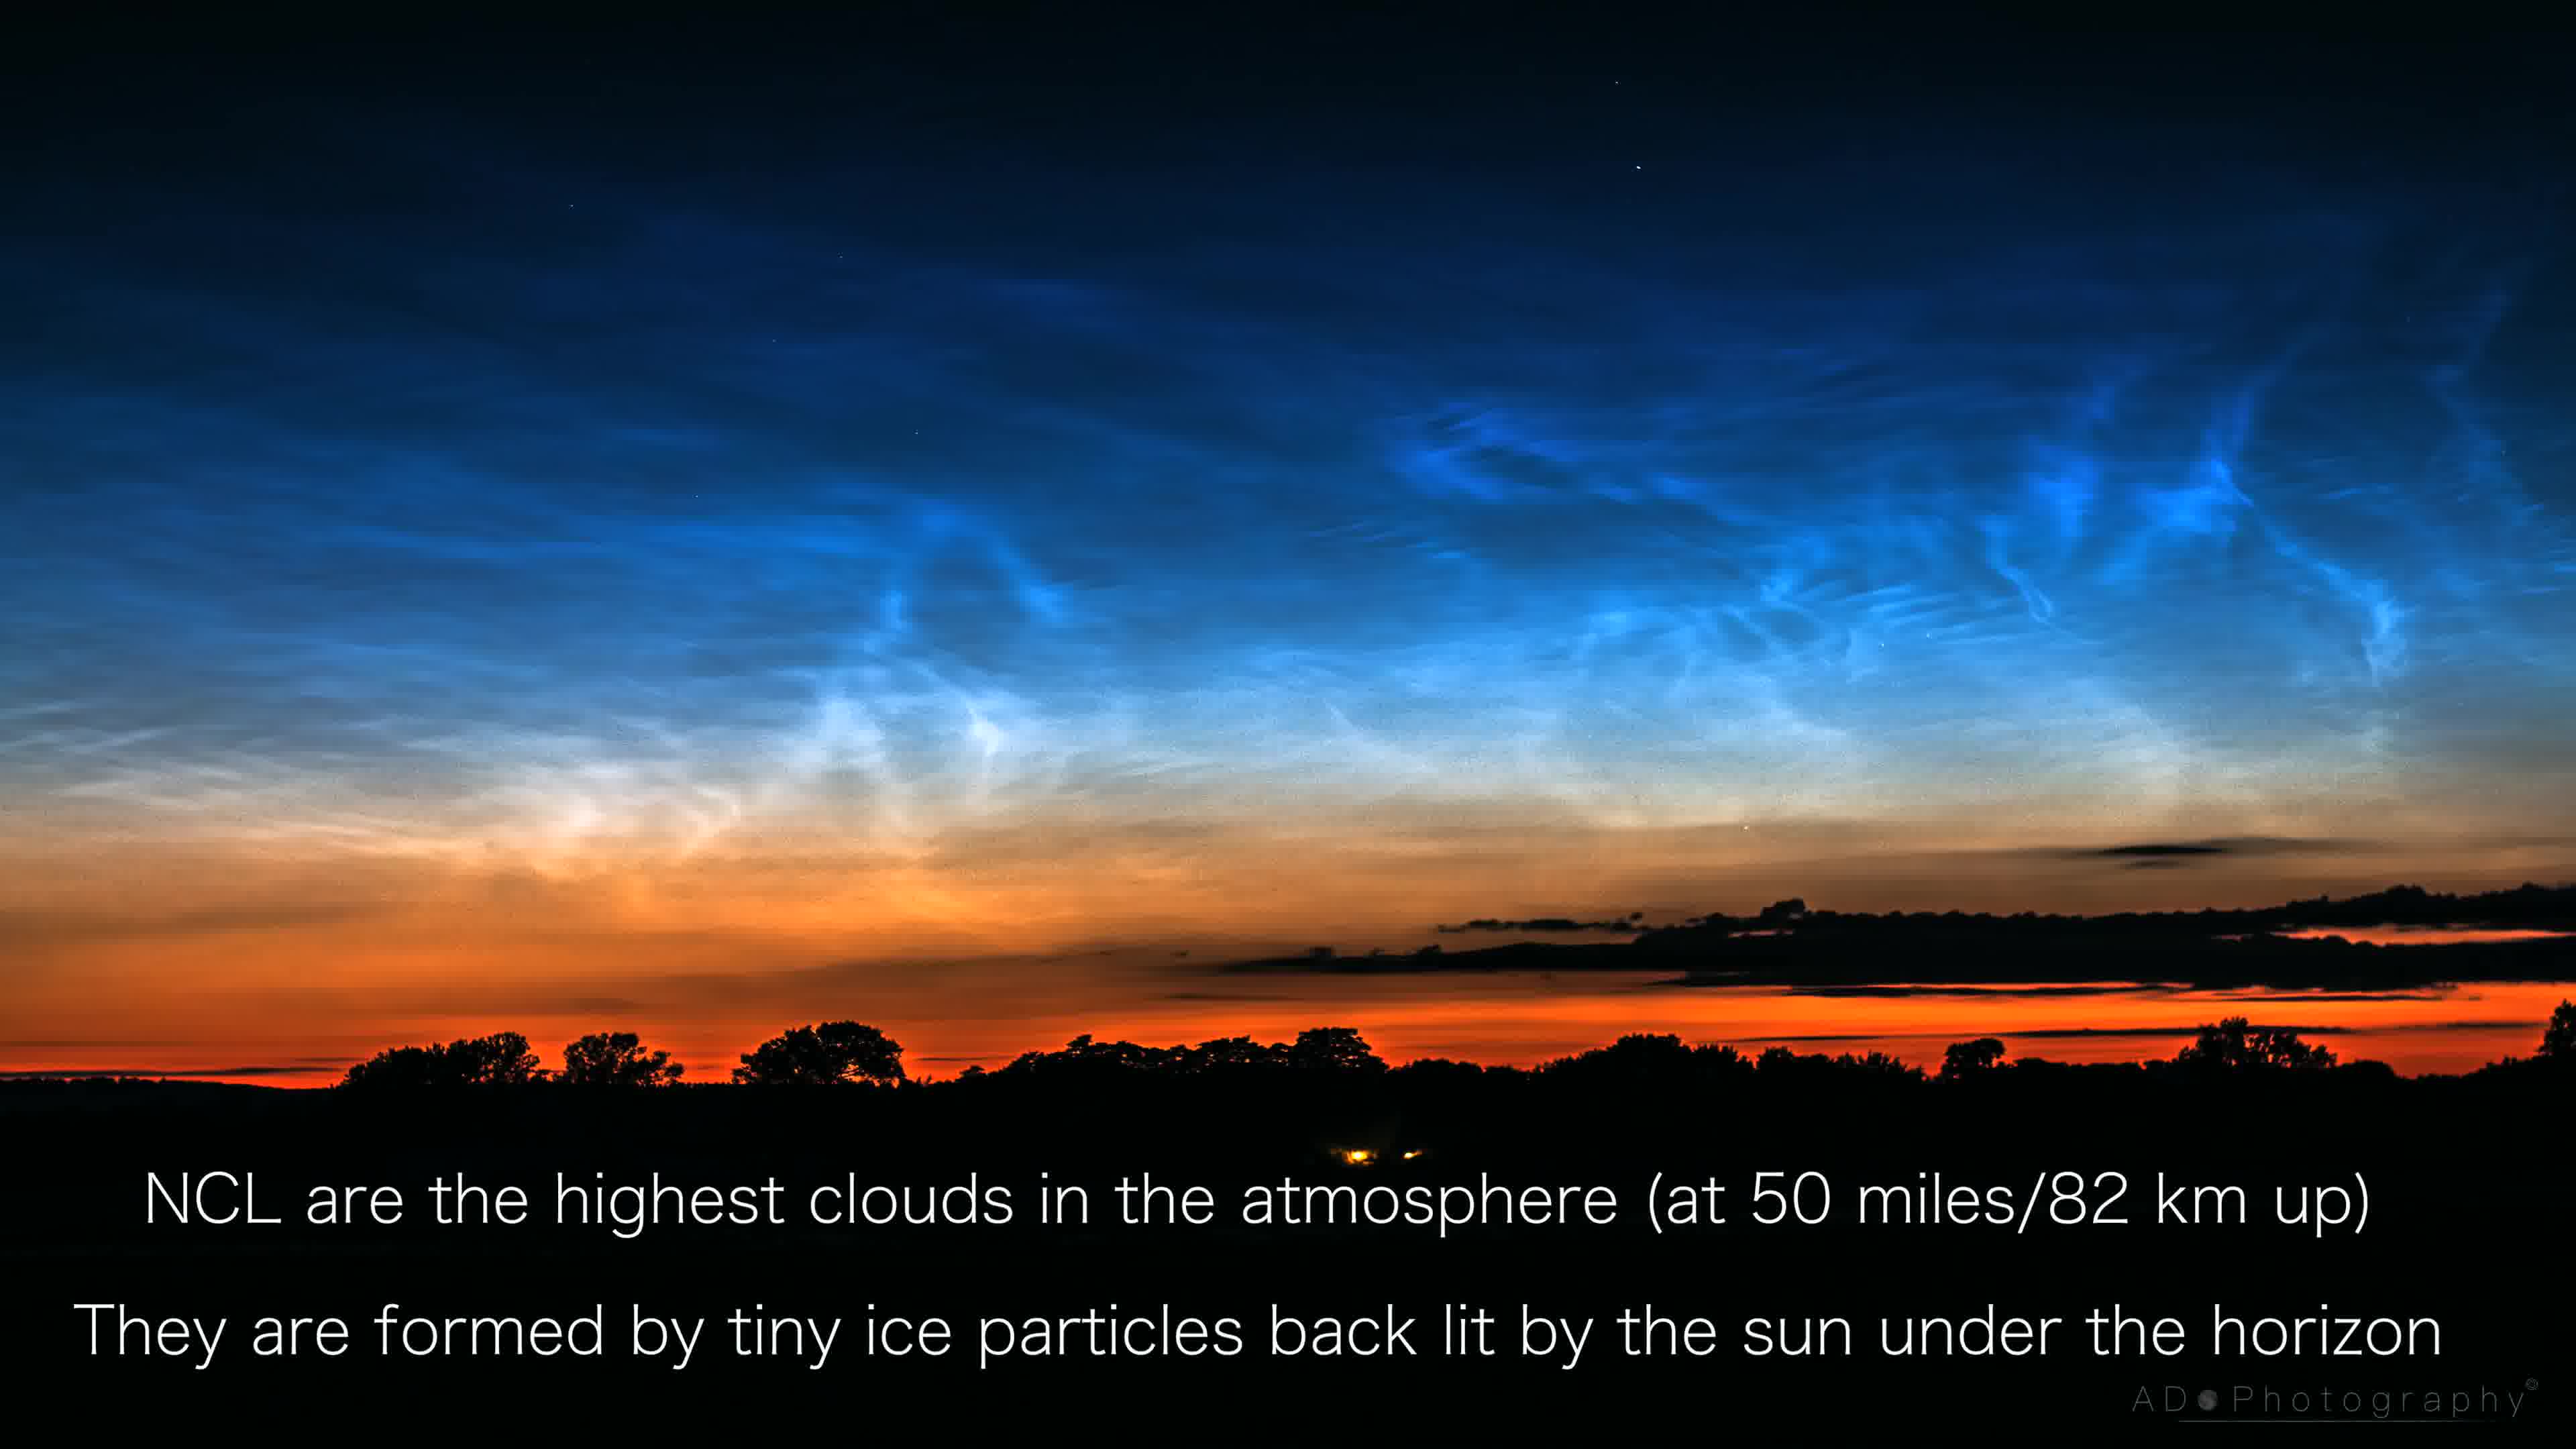 NCL are the highest clouds in the atmosphere (at 50 miles/82 km up)
They are formed by tiny ice particles back lit by the sun under the horizon
AD Photography®